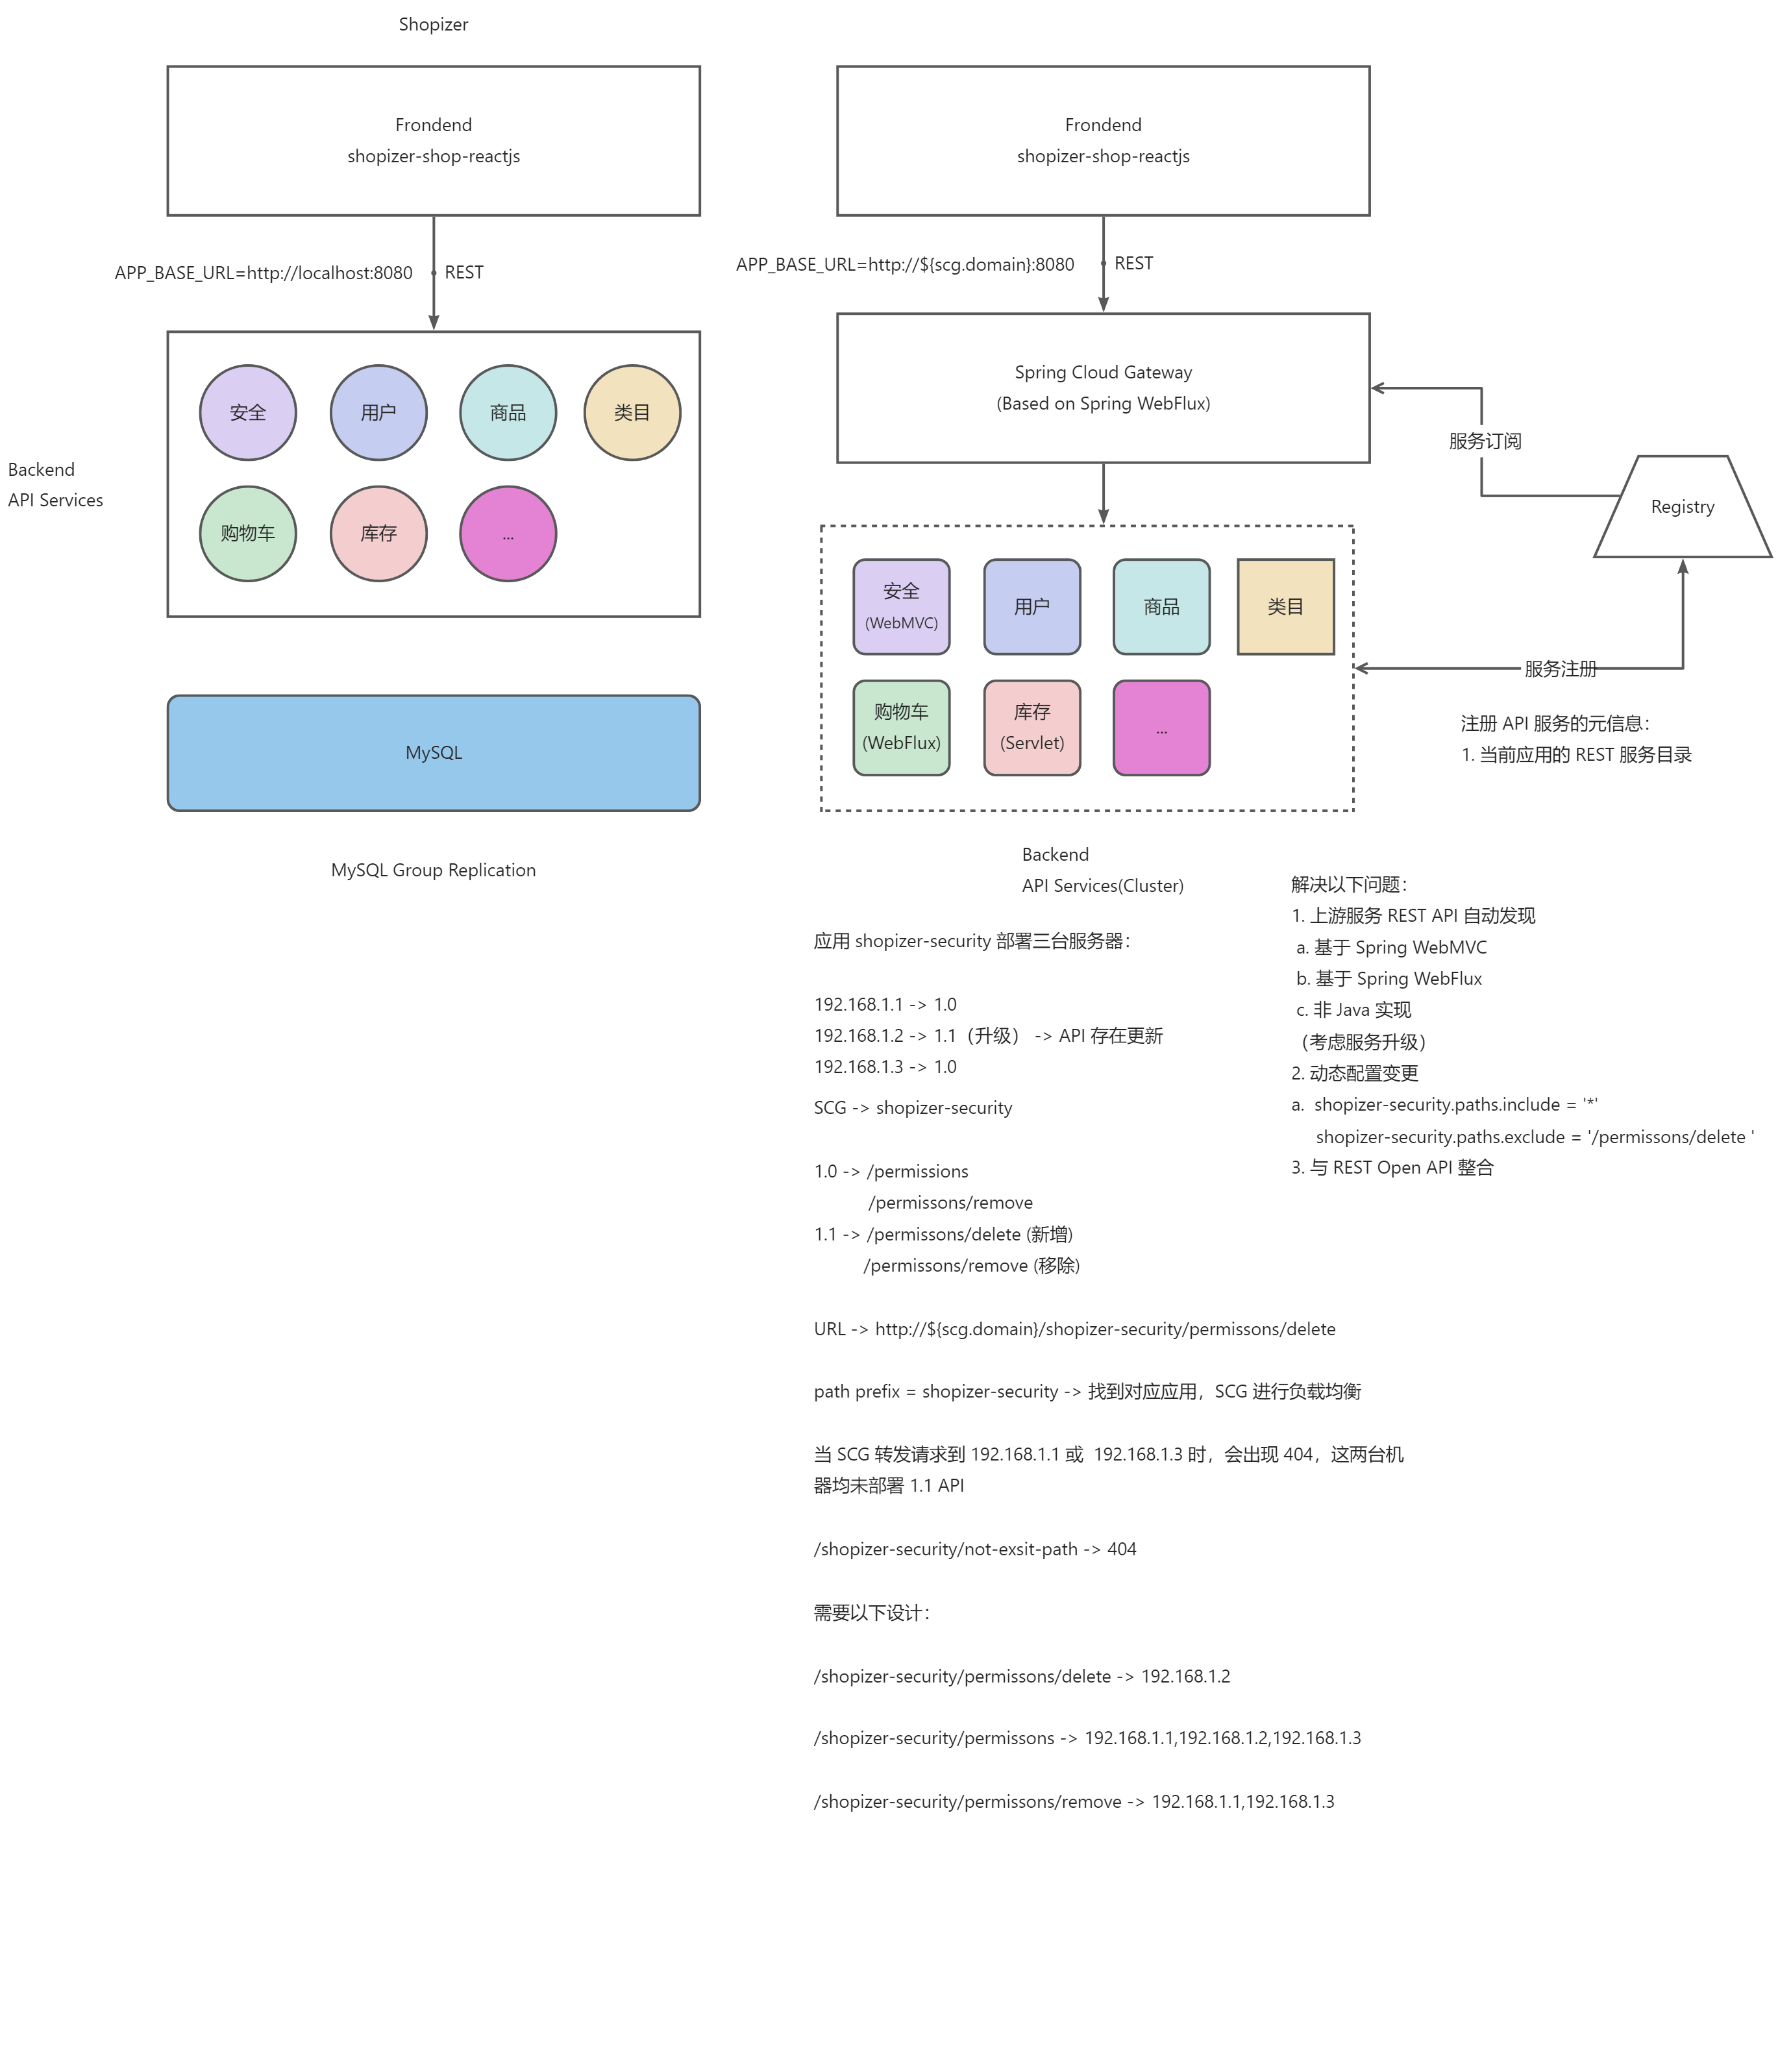 Shopizer
Frondend
shopizer-shop-reactjs
APP_BASE_URL=http://localhost:8080
REST
安全
用户
商品
类目
购物车
库存
...
Backend
API Services
MySQL
MySQL Group Replication
Frondend
shopizer-shop-reactjs
APP_BASE_URL=http://${scg.domain}:8080
REST
Spring Cloud Gateway
(Based on Spring WebFlux)
服务订阅
Registry
安全
(WebMVC)
用户
商品
类目
购物车
(WebFlux)
库存
(Servlet)
...
服务注册
注册 API 服务的元信息：
1. 当前应用的 REST 服务目录
Backend
API Services(Cluster)
应用 shopizer-security 部署三台服务器：
192.168.1.1 -> 1.0
192.168.1.2 -> 1.1（升级） -> API 存在更新
192.168.1.3 -> 1.0
SCG -> shopizer-security
1.0 -> /permissions
/permissons/remove
1.1 -> /permissons/delete (新增)
/permissons/remove (移除)
URL -> http://${scg.domain}/shopizer-security/permissons/delete
path prefix = shopizer-security -> 找到对应应用，SCG 进行负载均衡
当 SCG 转发请求到 192.168.1.1 或  192.168.1.3 时，会出现 404，这两台机
器均未部署 1.1 API
/shopizer-security/not-exsit-path -> 404
需要以下设计：
/shopizer-security/permissons/delete -> 192.168.1.2
/shopizer-security/permissons -> 192.168.1.1,192.168.1.2,192.168.1.3
/shopizer-security/permissons/remove -> 192.168.1.1,192.168.1.3
解决以下问题：
1. 上游服务 REST API 自动发现
a. 基于 Spring WebMVC
b. 基于 Spring WebFlux
c. 非 Java 实现
（考虑服务升级）
2. 动态配置变更
a.  shopizer-security.paths.include = '*'
shopizer-security.paths.exclude = '/permissons/delete '
3. 与 REST Open API 整合